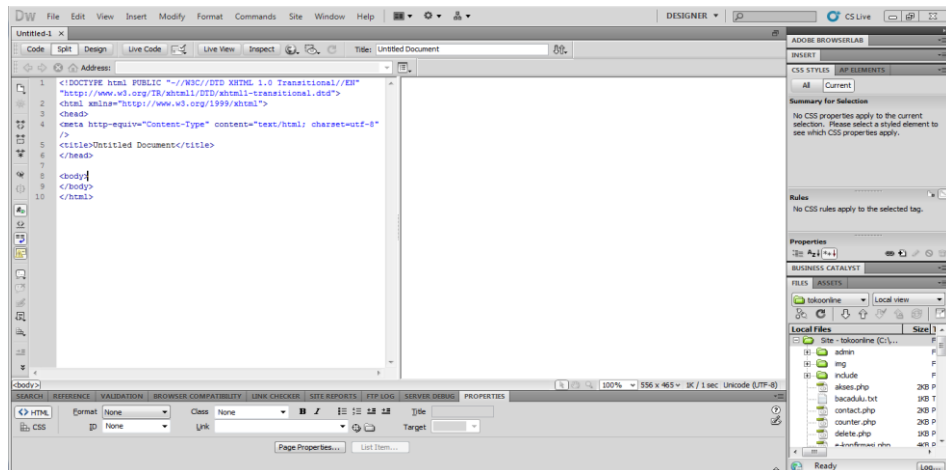 DW File Edit View Insert Modify Format Commands Site Window Help DESIGNER CS Live
Untitled-1 ×
Code Split Design Live Code Live View Inspect Title: Untitled Document
Address:
1 <!DOCTYPE html PUBLIC "-//W3C//DTD XHTML 1.0 Transitional//EN"
"http://www.w3.org/TR/xhtml1/DTD/xhtml1-transitional.dtd">
2 <html xmlns="http://www.w3.org/1999/xhtml">
3 <head>
4 <meta http-equiv="Content-Type" content="text/html; charset=utf-8"
/>
5 <title>Untitled Document</title>
6 </head>
7
8 <body>
9 </body>
10 </html>
<body> 100% 556 x 465 1K / 1 sec Unicode (UTF-8)
SEARCH REFERENCE VALIDATION BROWSER COMPATIBILITY LINK CHECKER SITE REPORTS FTP LOG SERVER DEBUG PROPERTIES
<> HTML Format None Class None B I Title
CSS ID None Link Target
Page Properties... List Item...
ADOBE BROWSERLAB
INSERT
CSS STYLES AP ELEMENTS
All Current
Summary for Selection
No CSS properties apply to the current
selection. Please select a styled element to
see which CSS properties apply.
Rules
No CSS rules apply to the selected tag.
Properties
BUSINESS CATALYST
FILES ASSETS
tokoonline Local view
Local Files Size
Site - tokoonline (C:\...
admin
img
include
akses.php 2KB P
bacadulu.txt 1KB T
contact.php 2KB P
counter.php 2KB P
delete.php 1KB P
e-konfirmasi.php 4KB P
Ready Log...